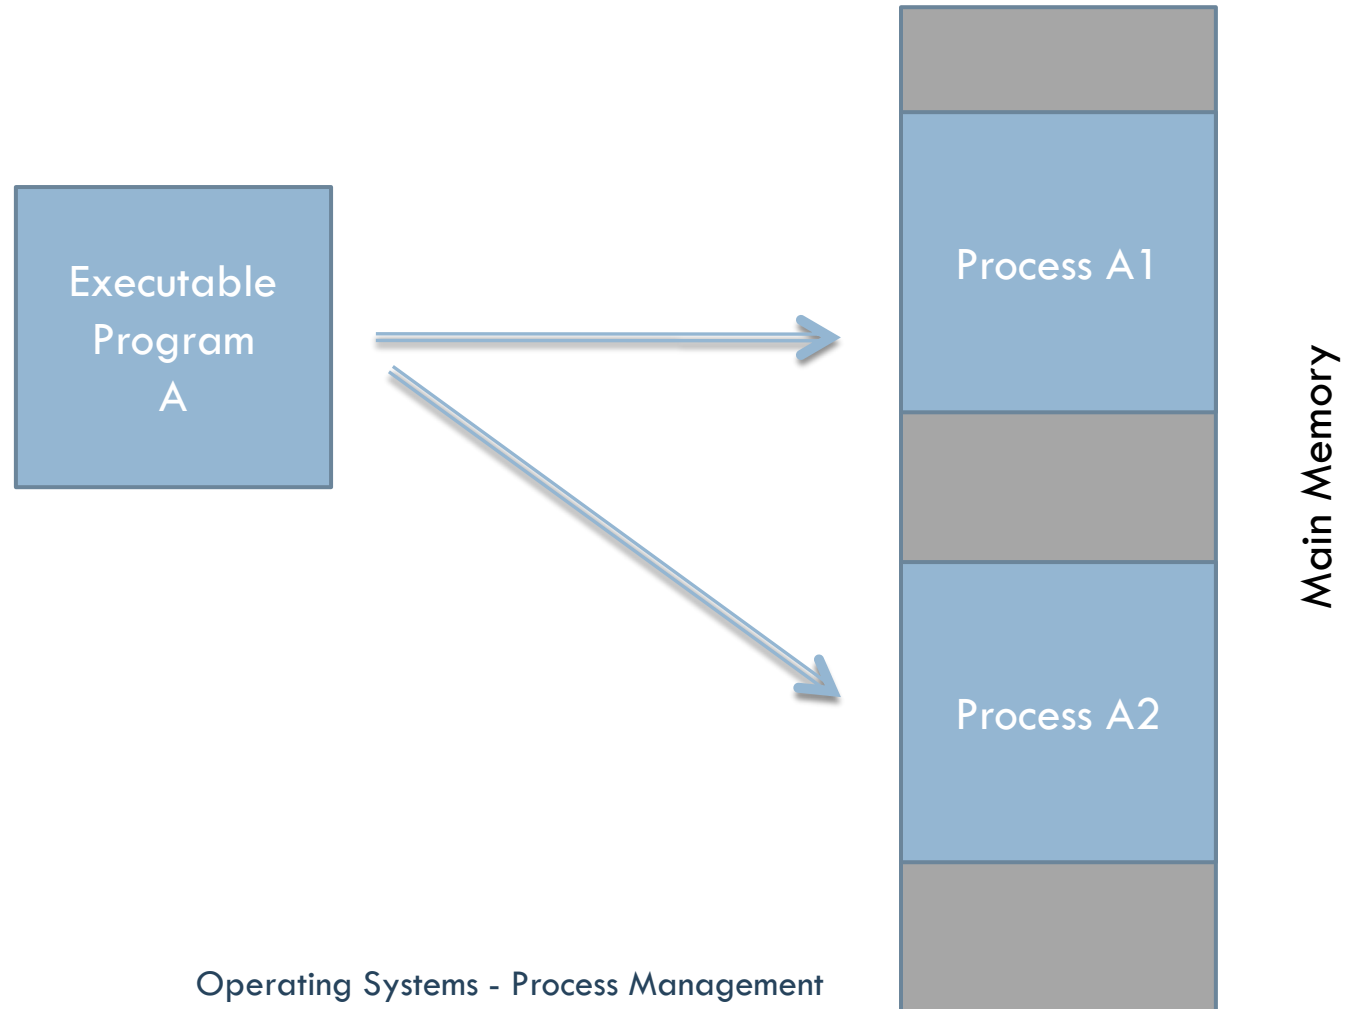 Executable
Program
A
Process A1
Process A2
Main Memory
Operating Systems - Process Management